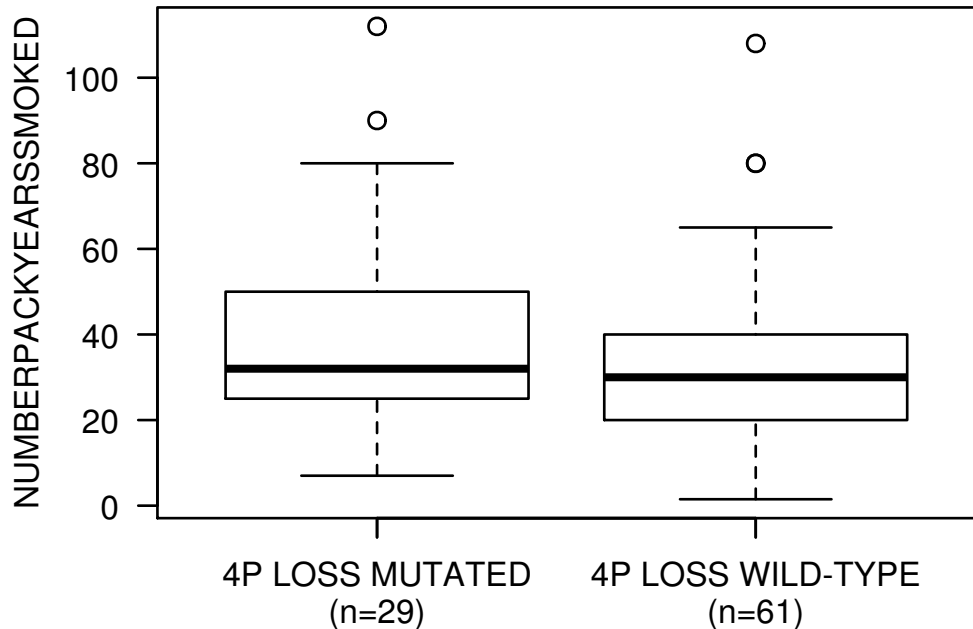 NUMBERPACKYEARSSMOKED
100
80
60
40
20
0
4P LOSS MUTATED
(n=29)
4P LOSS WILD-TYPE
(n=61)